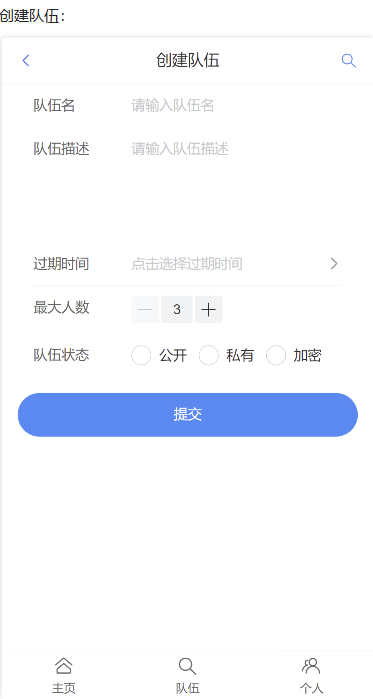 创建队伍：
创建队伍
队伍名 请输入队伍名
队伍描述 请输入队伍描述
过期时间 点击选择过期时间
最大人数 3
队伍状态 公开 私有 加密
提交
主页 队伍 个人